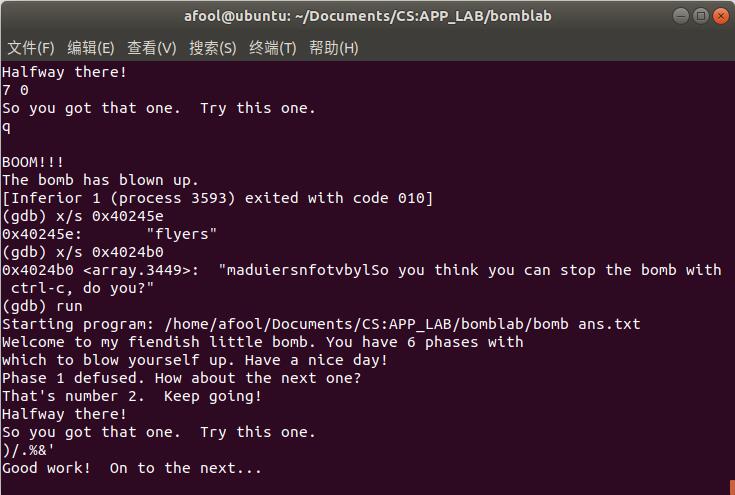 afool@ubuntu: ~/Documents/CS:APP_LAB/bomblab
文件(F) 编辑(E) 查看(V) 搜索(S) 终端(T) 帮助(H)
Halfway there!
7 0
So you got that one.  Try this one.
q
BOOM!!!
The bomb has blown up.
[Inferior 1 (process 3593) exited with code 010]
(gdb) x/s 0x40245e
0x40245e:       "flyers"
(gdb) x/s 0x4024b0
0x4024b0 <array.3449>:  "maduiersnfotvbylSo you think you can stop the bomb with
 ctrl-c, do you?"
(gdb) run
Starting program: /home/afool/Documents/CS:APP_LAB/bomblab/bomb ans.txt
Welcome to my fiendish little bomb. You have 6 phases with
which to blow yourself up. Have a nice day!
Phase 1 defused. How about the next one?
That's number 2.  Keep going!
Halfway there!
So you got that one.  Try this one.
)/.%&'
Good work!  On to the next...